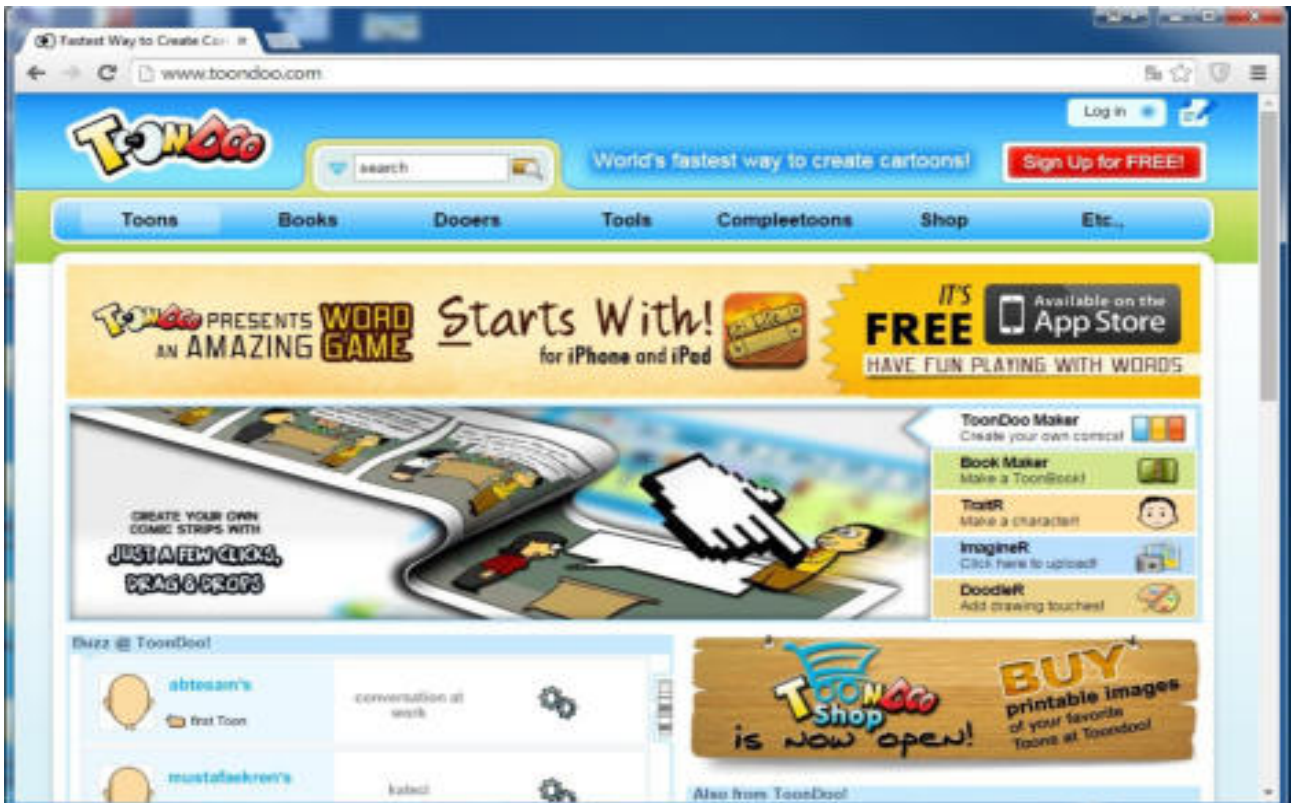 Fastest Way to Create Car
www.toondoo.com
TOONDOO
Log in
search
World's fastest way to create cartoons!
Sign Up for FREE!
Toons
Books
Dooers
Tools
Compleetoons
Shop
Etc.,
TOONDOO PRESENTS
AN AMAZING
WORD
GAME
Starts With!
for iPhone and iPad
IT'S
FREE
Available on the
App Store
HAVE FUN PLAYING WITH WORDS
CREATE YOUR OWN
COMIC STRIPS WITH
JUST A FEW CLICKS,
DRAG & DROPS
ToonDoo Maker
Create your own comics!
Book Maker
Make a ToonBook!
TraitR
Make a character!
ImagineR
Click here to upload!
DoodleR
Add drawing touches!
Buzz @ ToonDoo!
abtesam's
first Toon
conversation at
work
mustafaekren's
TOONDOO
Shop
is NOW open!
BUY
printable images
of your favorite
Toons at Toondoo!
Also from ToonDoo!